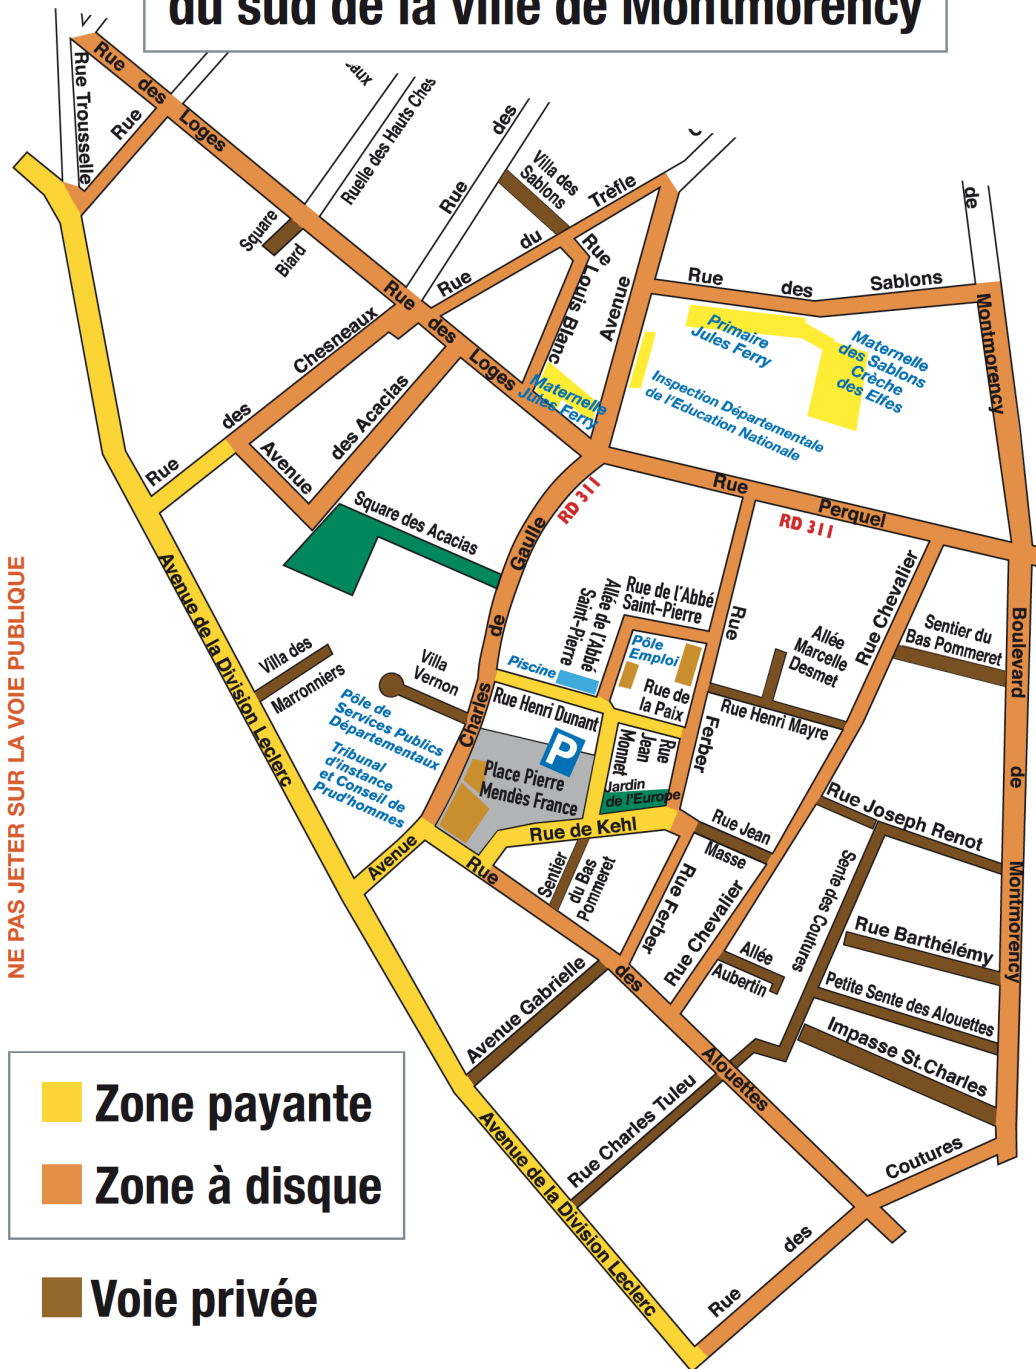 du sud de la ville de Montmorency
Rue Trousselle
Rue des Loges
Rue
Ruelle des Hauts Ches
des
Rue
Villa des
Sablons
Rue du Trèfle
Square
Biard
Rue
Louis Blanc
Avenue
Rue des Sablons
de
Montmorency
Primaire
Jules Ferry
Maternelle
des Sablons
Crèche
des Elfes
Inspection Départementale
de l'Education Nationale
Maternelle
Jules Ferry
Rue des Loges
Rue des Chesneaux
Avenue des Acacias
Square des Acacias
RD 311
Rue Perquel
RD 311
Avenue de la Division Leclerc
Charles de Gaulle
Villa des
Marronniers
Villa
Vernon
Pôle de
Services Publics
Départementaux
Tribunal
d'instance
et Conseil de
Prud'hommes
Piscine
Allée de l'Abbé
Saint-Pierre
Rue de l'Abbé
Saint-Pierre
Pôle
Emploi
Rue de
la Paix
Rue Henri Dunant
P
Place Pierre
Mendès France
Rue
Jean
Monnet
Jardin
de l'Europe
Rue Ferber
Allée
Marcelle
Desmet
Rue Henri Mayre
Rue Chevalier
Sentier du
Bas Pommeret
Boulevard de Montmorency
Rue de Kehl
Avenue
Rue des Alouettes
Sentier
du Bas
Pommeret
Rue Jean
Masse
Rue Ferber
Rue Chevalier
Rue Joseph Renot
Sente des Coutures
Rue Barthélémy
Allée
Aubertin
Petite Sente des Alouettes
Impasse St.Charles
Avenue Gabrielle
Rue Charles Tuleu
Avenue de la Division Leclerc
Rue des Coutures
NE PAS JETER SUR LA VOIE PUBLIQUE
Zone payante
Zone à disque
Voie privée